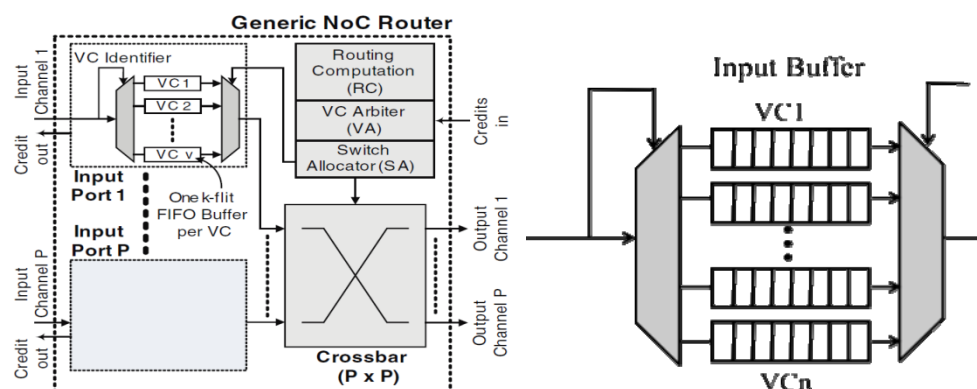 Generic NoC Router
VC Identifier
Input
Channel 1
VC 1
VC 2
VC v
Credit
out
Input
Port 1
One k-flit
FIFO Buffer
per VC
Routing
Computation
(RC)
VC Arbiter
(VA)
Switch
Allocator (SA)
Credits
in
Input
Port P
Input
Channel P
Credit
out
Output
Channel 1
Output
Channel P
Crossbar
(P x P)
Input Buffer
VC1
VCn